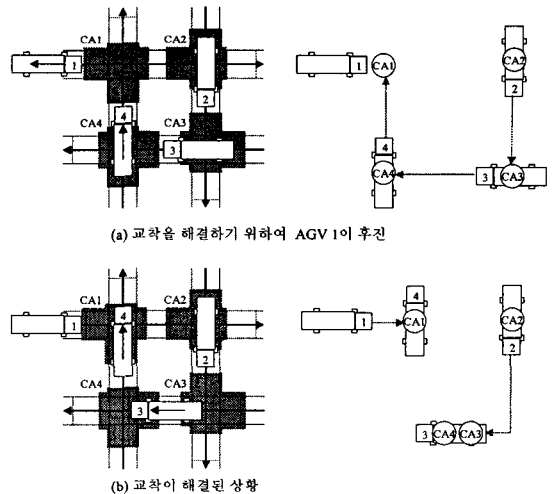 CA1 CA2 1 CA1 CA2
1 2
2
4
CA4 CA3 4
3 CA4 3 CA3
(a) 교착을 해결하기 위하여 AGV 1이 후진
CA1 CA2 4
4 1 CA1 CA2
1 2
2
CA4 CA3
3 3 CA4 CA3
(b) 교착이 해결된 상황